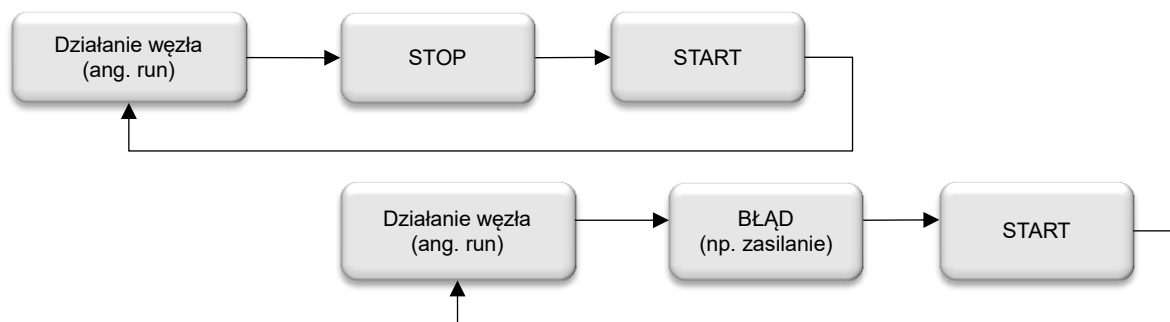 Działanie węzła
(ang. run)
STOP
START
Działanie węzła
(ang. run)
BŁĄD
(np. zasilanie)
START